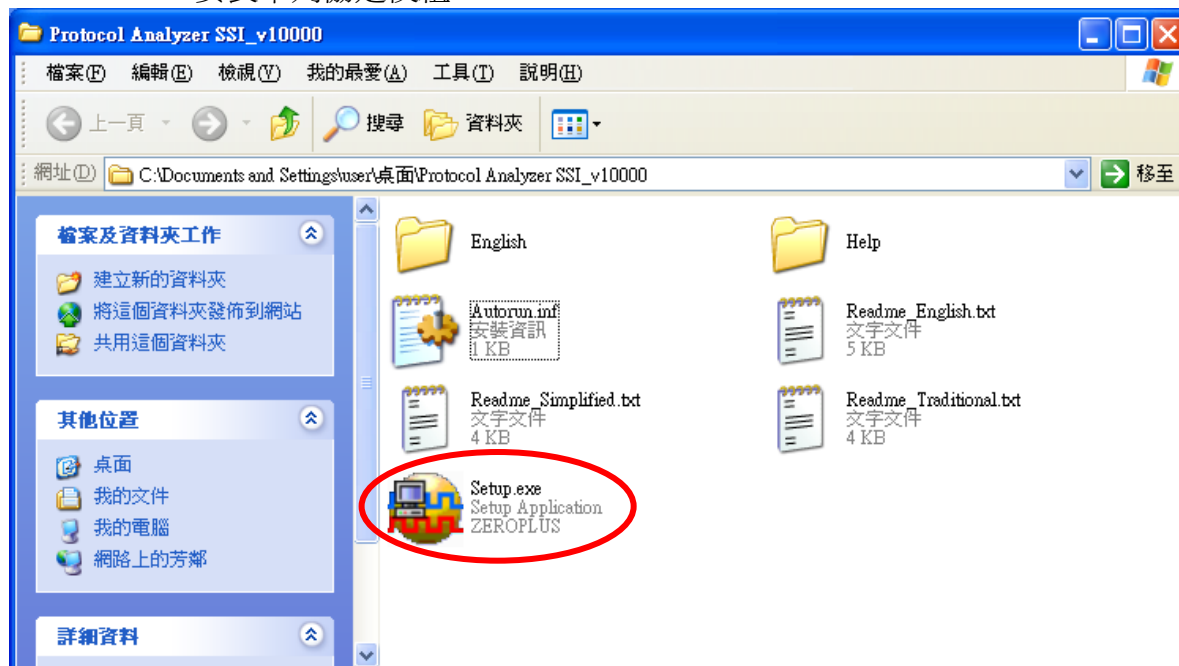 Protocol Analyzer SSI_v10000
檔案(F) 編輯(E) 檢視(V) 我的最愛(A) 工具(T) 說明(H)
上一頁 搜尋 資料夾
網址(D) C:\Documents and Settings\user\桌面\Protocol Analyzer SSI_v10000 移至
檔案及資料夾工作
建立新的資料夾
將這個資料夾發佈到網站
共用這個資料夾
其他位置
桌面
我的文件
我的電腦
網路上的芳鄰
詳細資料
English
Help
Autorun.inf
安裝資訊
1 KB
Readme_English.txt
文字文件
5 KB
Readme_Simplified.txt
文字文件
4 KB
Readme_Traditional.txt
文字文件
4 KB
Setup.exe
Setup Application
ZEROPLUS